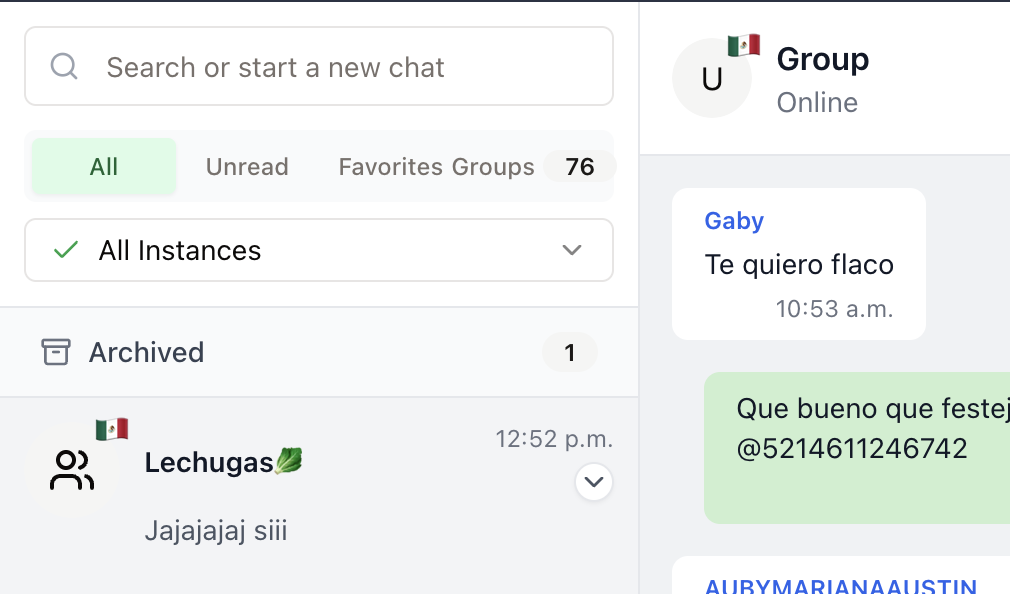 Search or start a new chat
All Unread Favorites Groups 76
All Instances
Archived 1
Lechugas
12:52 p.m.
Jajajajaj siii
U
Group
Online
Gaby
Te quiero flaco
10:53 a.m.
Que bueno que festej
@5214611246742
AUBYMARIANAAUSTIN